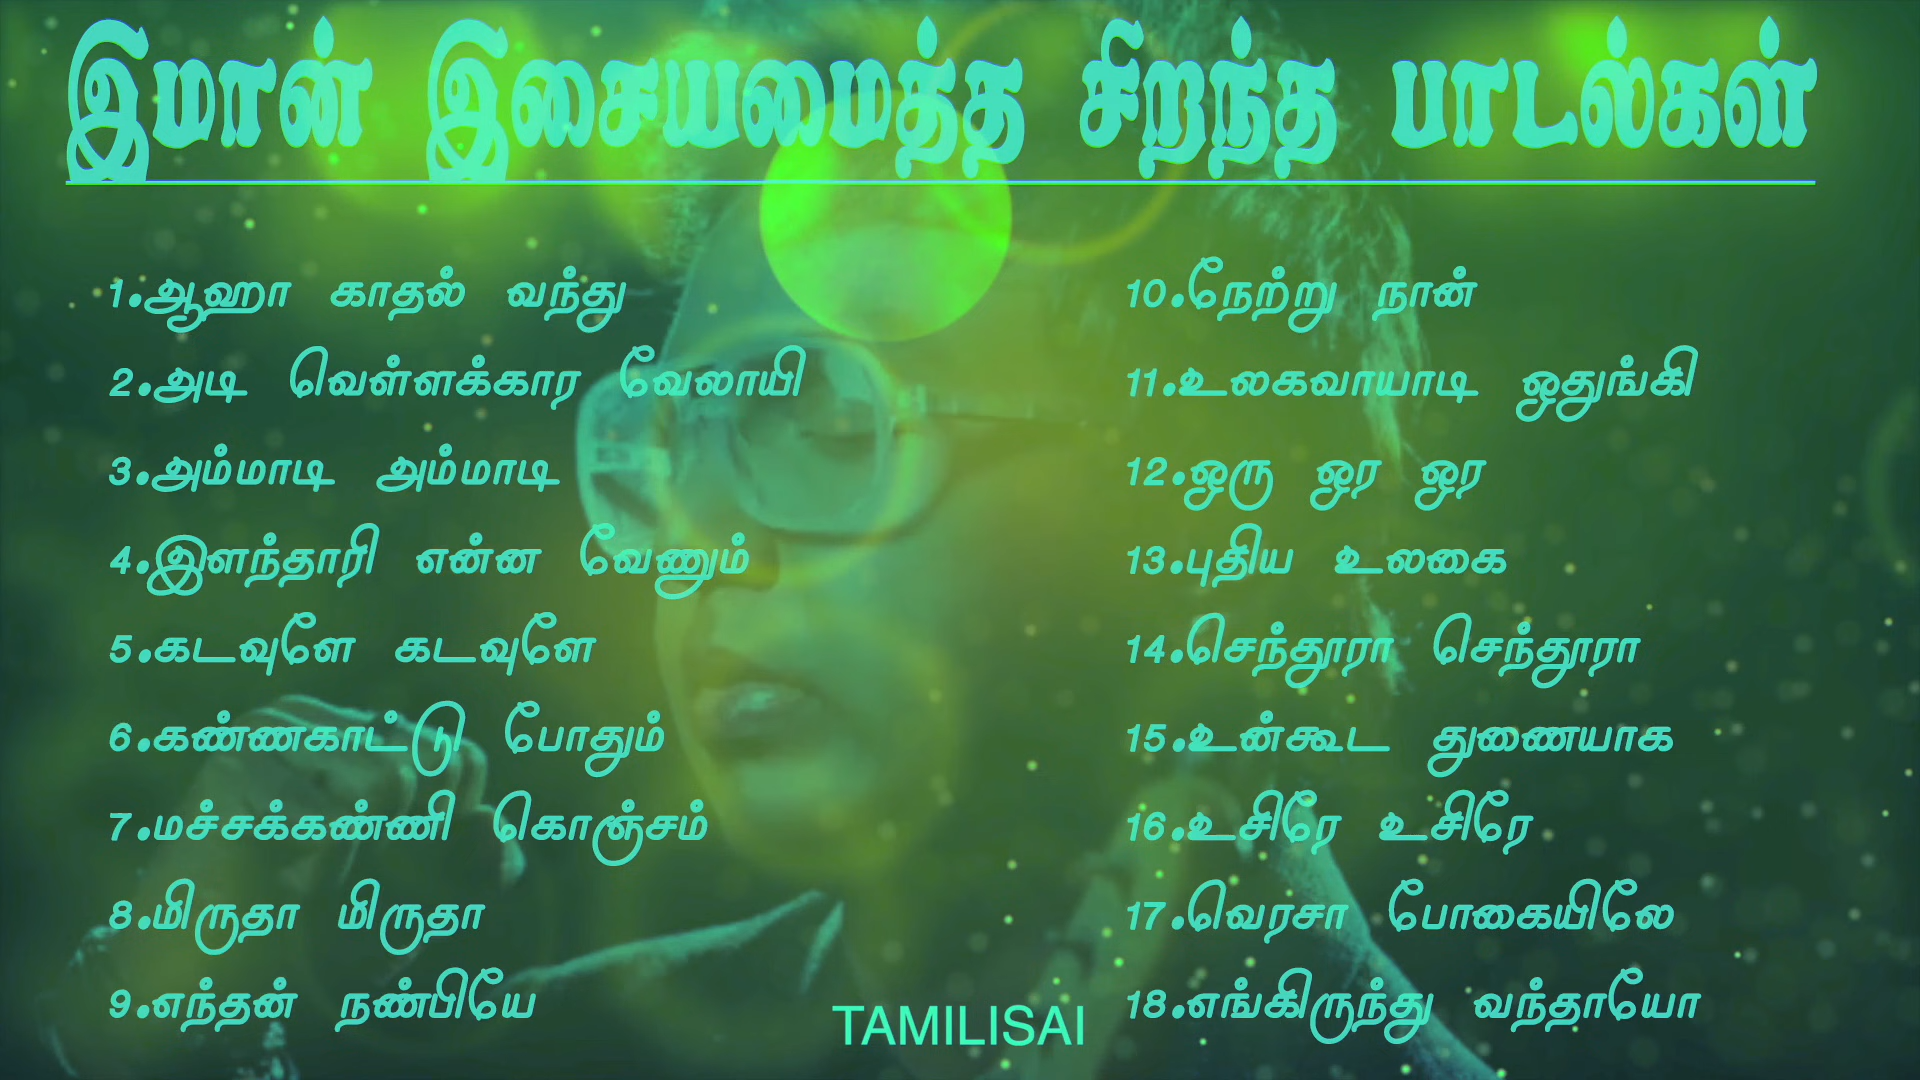 இமான் இசையமைத்த சிறந்த பாடல்கள்
1.ஆஹா காதல் வந்து
2.அடி வெள்ளக்கார வேலாயி
3.அம்மாடி அம்மாடி
4.இளந்தாரி என்ன வேணும்
5.கடவுளே கடவுளே
6.கண்ணகாட்டு போதும்
7.மச்சக்கண்ணி கொஞ்சம்
8.மிருதா மிருதா
9.எந்தன் நண்பியே
10.நேற்று நான்
11.உலகவாயாடி ஒதுங்கி
12.ஒரு ஓர ஓர
13.புதிய உலகை
14.செந்தூரா செந்தூரா
15.உன்கூட துணையாக
16.உசிரே உசிரே
17.வெரசா போகையிலே
18.எங்கிருந்து வந்தாயோ
TAMILISAI